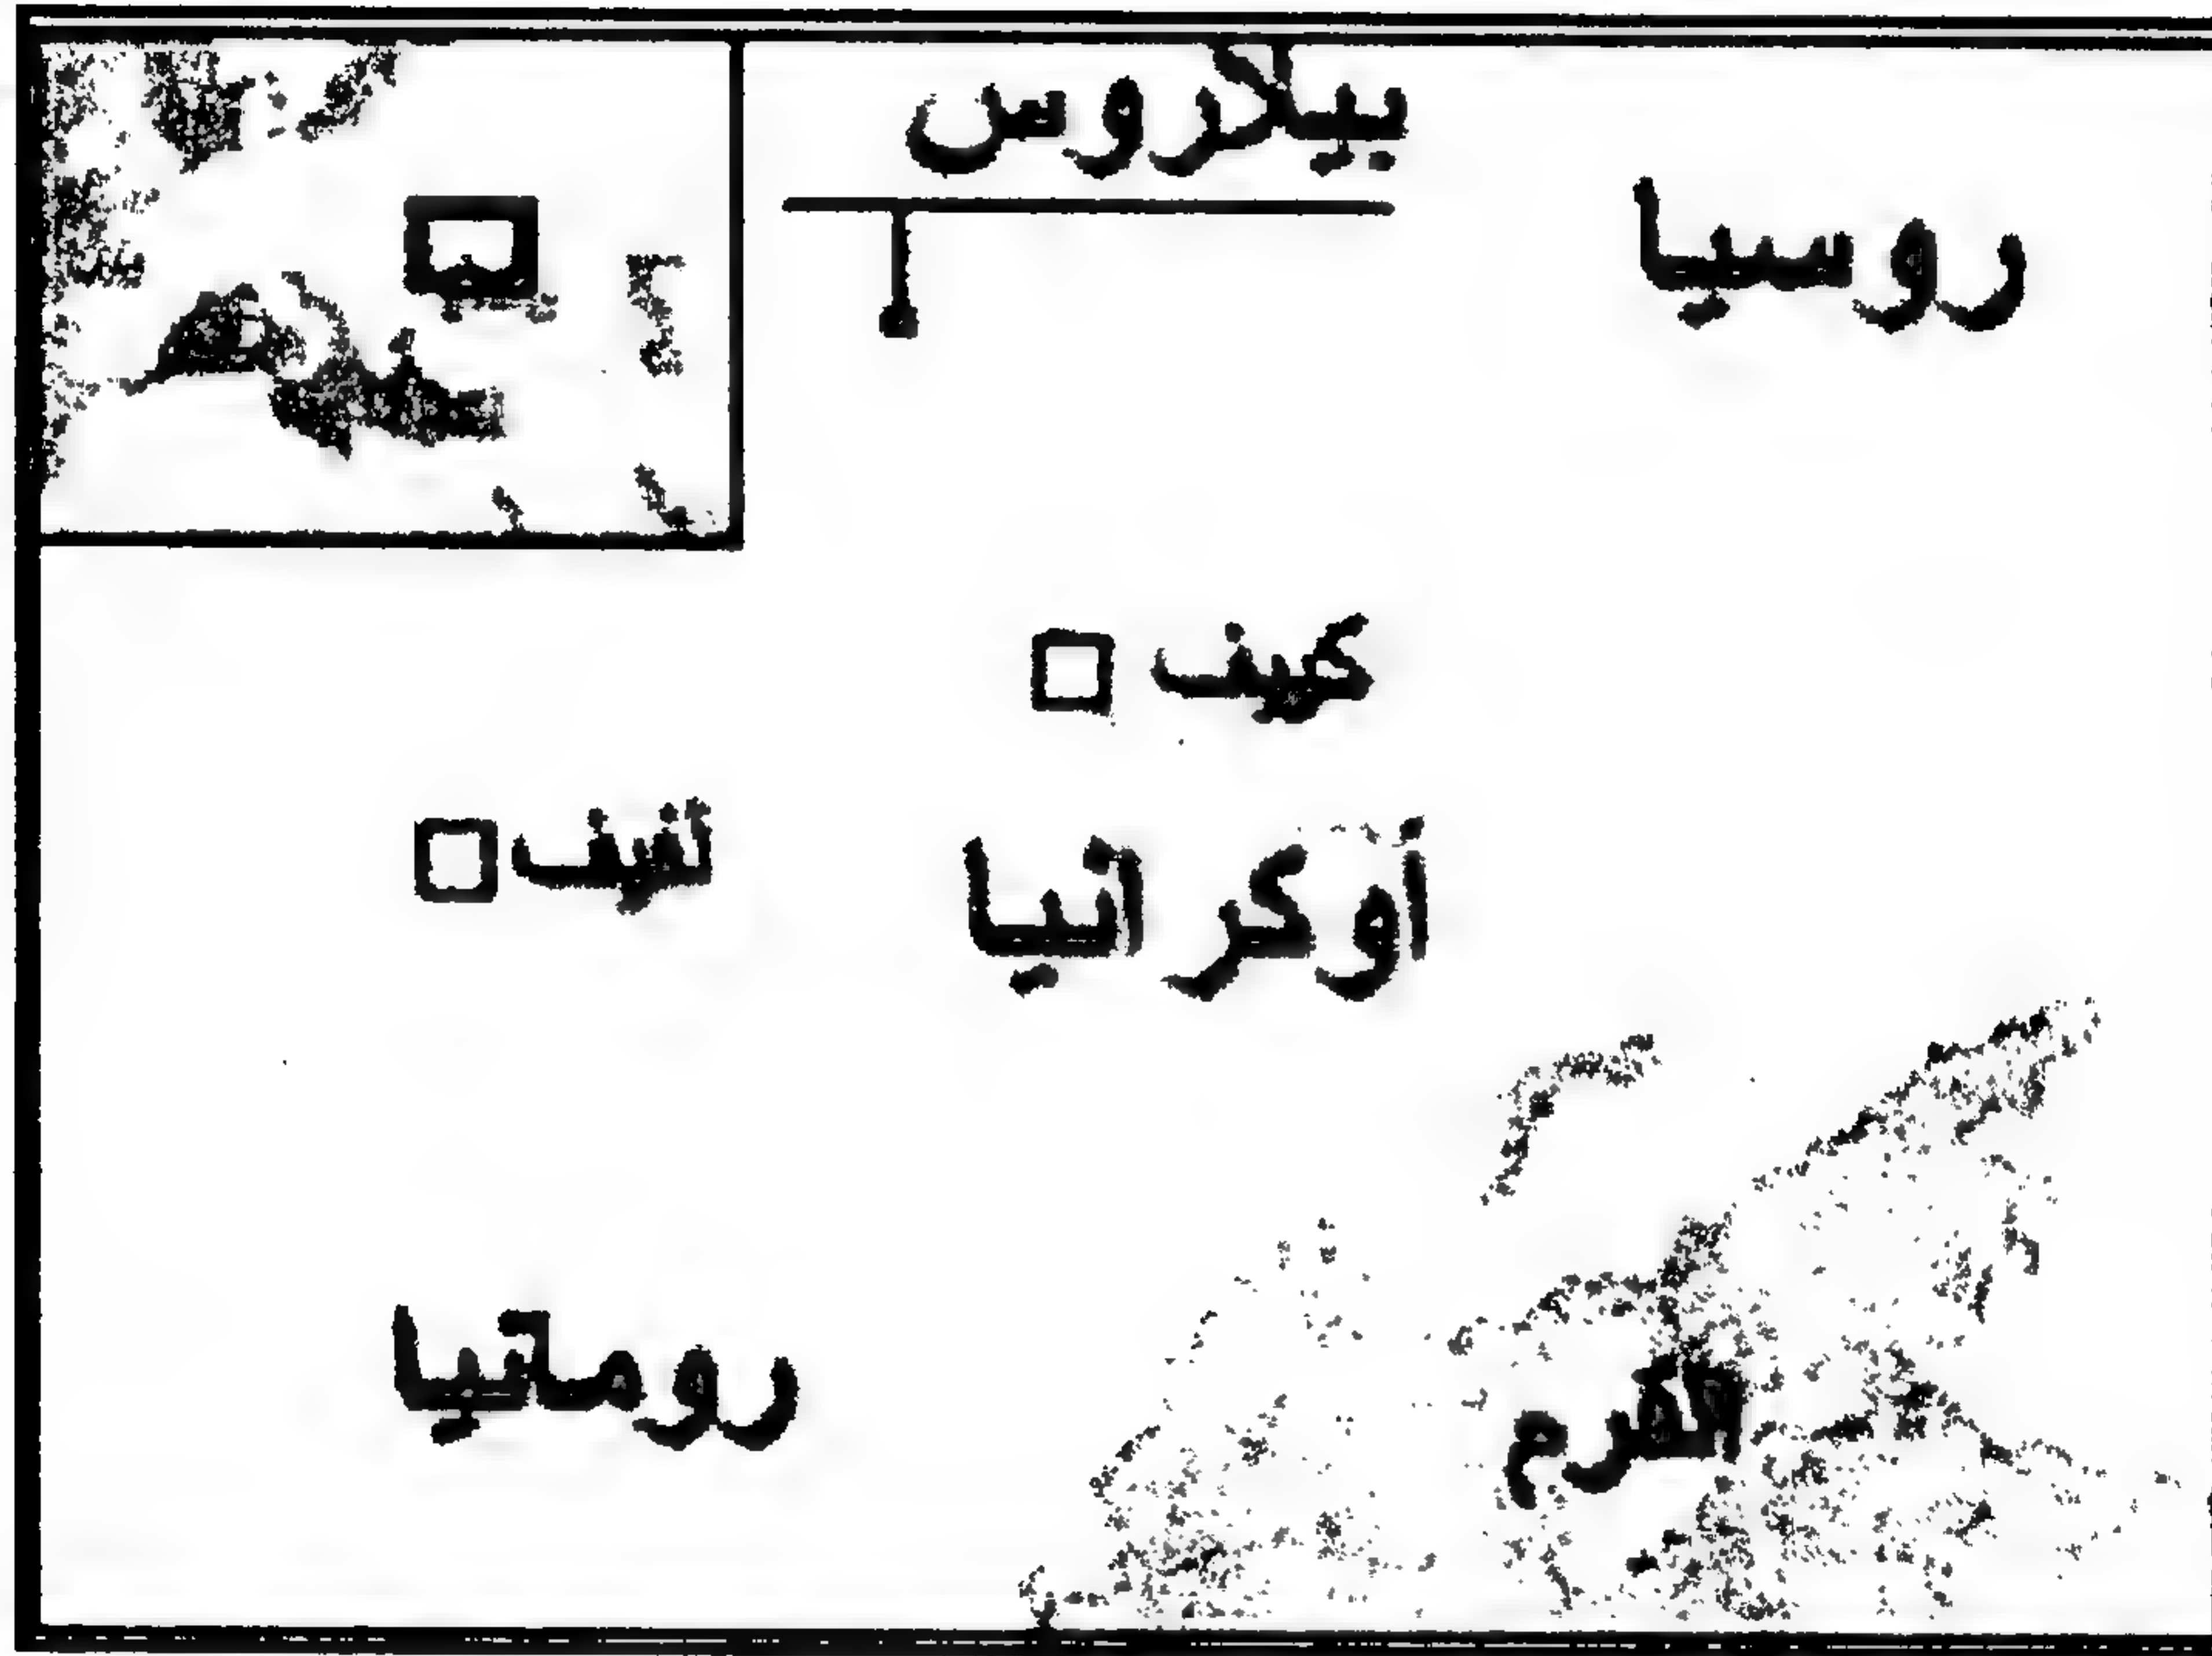 بيلاروس
روسيا
كييف
لفيف
أوكرانيا
رومانيا
القرم